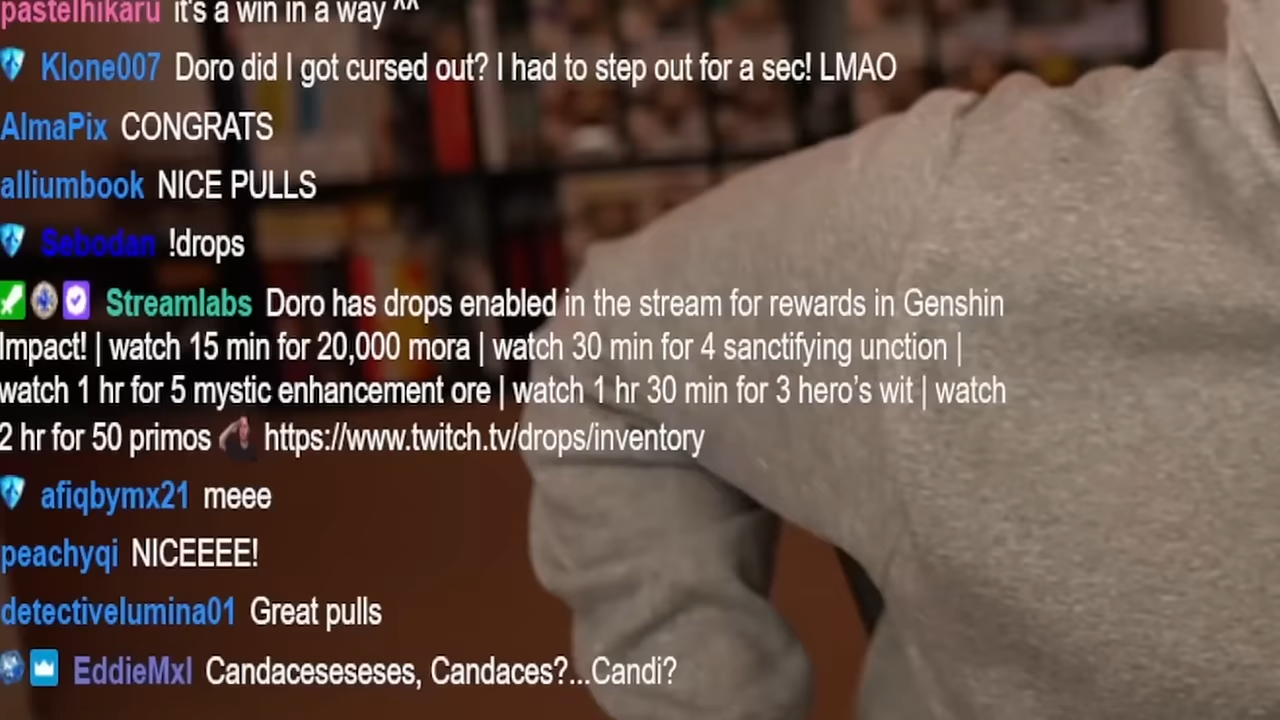 pastelhikaru it's a win in a way ^^
Klone007 Doro did I got cursed out? I had to step out for a sec! LMAO
AlmaPix CONGRATS
alliumbook NICE PULLS
Sebodan !drops
Streamlabs Doro has drops enabled in the stream for rewards in Genshin
Impact! | watch 15 min for 20,000 mora | watch 30 min for 4 sanctifying unction |
watch 1 hr for 5 mystic enhancement ore | watch 1 hr 30 min for 3 hero’s wit | watch
2 hr for 50 primos https://www.twitch.tv/drops/inventory
afiqbymx21 meee
peachyqi NICEEEE!
detectivelumina01 Great pulls
EddieMxl Candaceseseses, Candaces?...Candi?